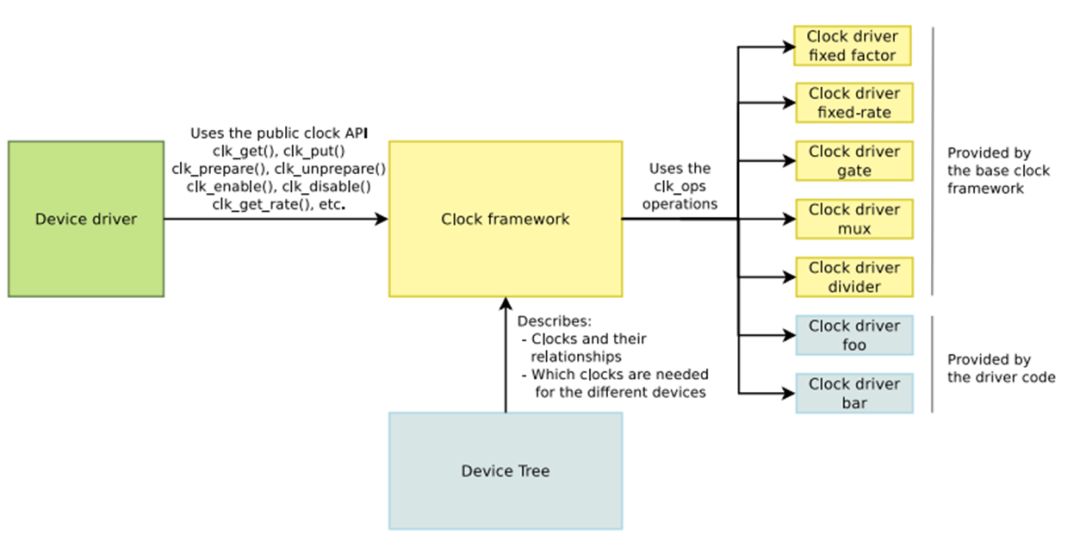 Device driver
Uses the public clock API
clk_get(), clk_put()
clk_prepare(), clk_unprepare()
clk_enable(), clk_disable()
clk_get_rate(), etc.
Clock framework
Uses the
clk_ops
operations
Clock driver
fixed factor
Clock driver
fixed-rate
Clock driver
gate
Clock driver
mux
Clock driver
divider
Clock driver
foo
Clock driver
bar
Provided by
the base clock
framework
Provided by
the driver code
Describes:
- Clocks and their
relationships
- Which clocks are needed
for the different devices
Device Tree